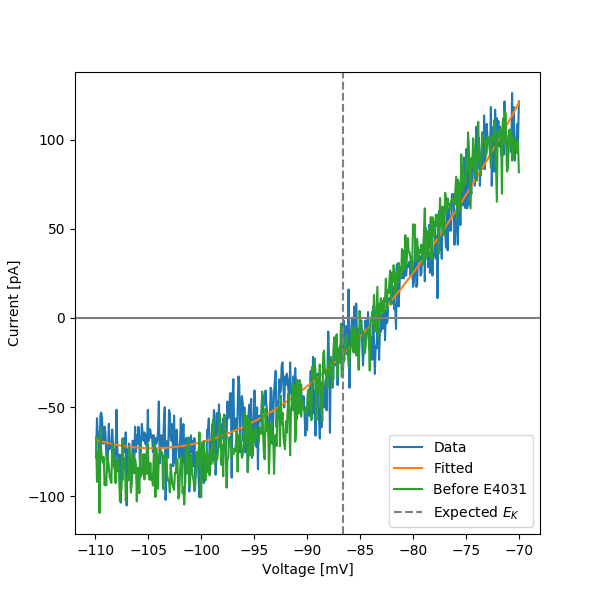 100
50
0
−50
−100
Current [pA]
−110 −105 −100 −95 −90 −85 −80 −75 −70
Voltage [mV]
Data
Fitted
Before E4031
Expected E_K